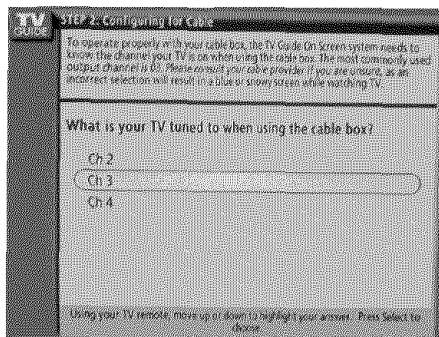 TV
GUIDE
STEP 2: Configuring for Cable
To operate properly with your cable box, the TV Guide On Screen system needs to
know the channel your TV is on when using the cable box. The most commonly used
output channel is 03. Please consult your cable provider if you are unsure, as an
incorrect selection will result in a blue or snowy screen while watching TV.
What is your TV tuned to when using the cable box?
Ch 2
Ch 3
Ch 4
Using your TV remote, move up or down to highlight your answer. Press Select to
choose.